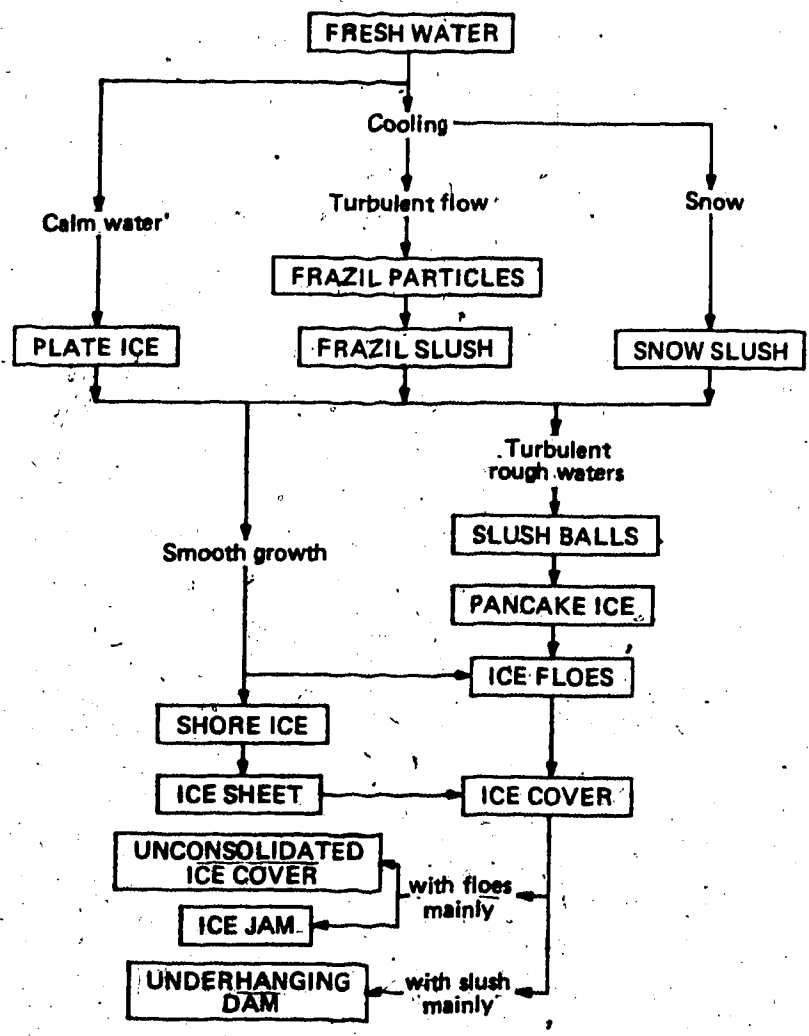 FRESH WATER
Cooling
Calm water
Turbulent flow
Snow
FRAZIL PARTICLES
PLATE ICE
FRAZIL SLUSH
SNOW SLUSH
Turbulent
rough waters
SLUSH BALLS
Smooth growth
PANCAKE ICE
ICE FLOES
SHORE ICE
ICE SHEET
ICE COVER
UNCONSOLIDATED
ICE COVER
with floes
mainly
ICE JAM
UNDERHANGING
DAM
with slush
mainly